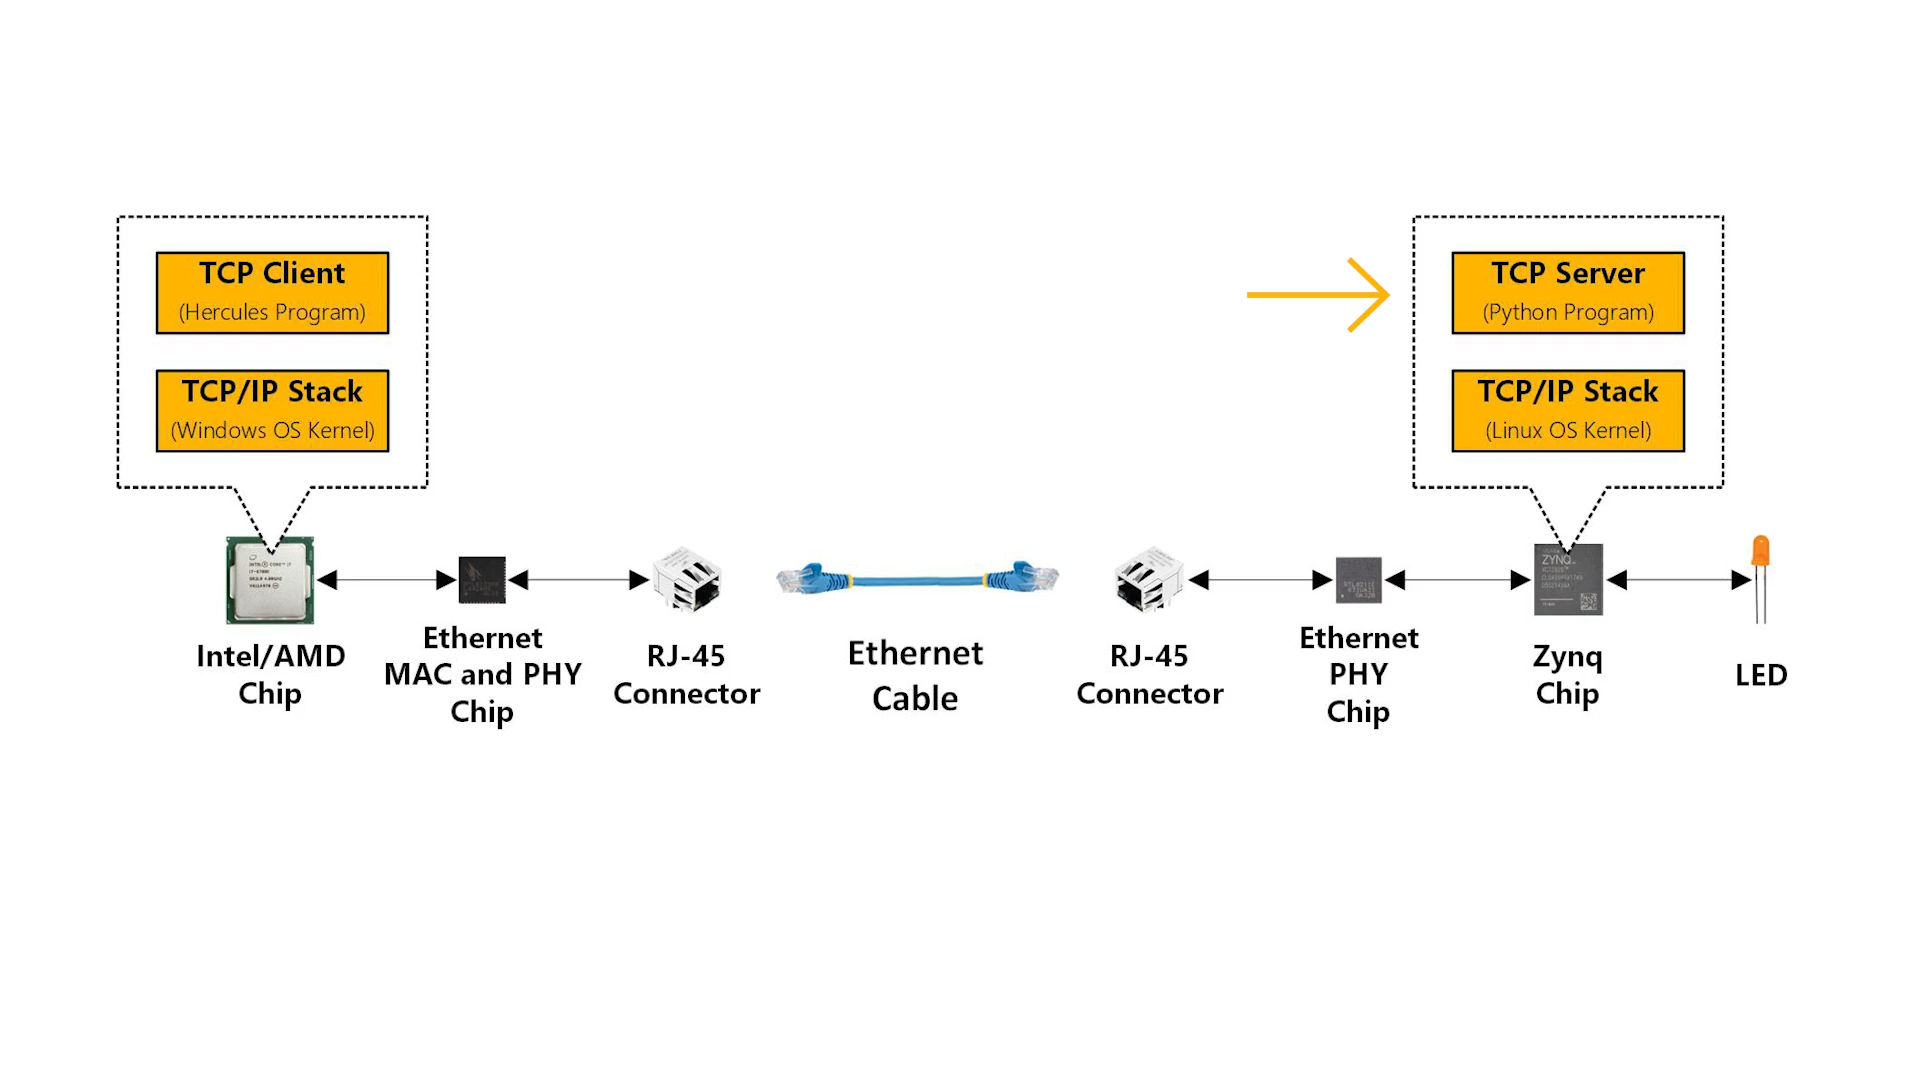 TCP Client
(Hercules Program)
TCP/IP Stack
(Windows OS Kernel)
TCP Server
(Python Program)
TCP/IP Stack
(Linux OS Kernel)
ZYNQ
Intel/AMD
Chip
Ethernet
MAC and PHY
Chip
RJ-45
Connector
Ethernet
Cable
RJ-45
Connector
Ethernet
PHY
Chip
Zynq
Chip
LED